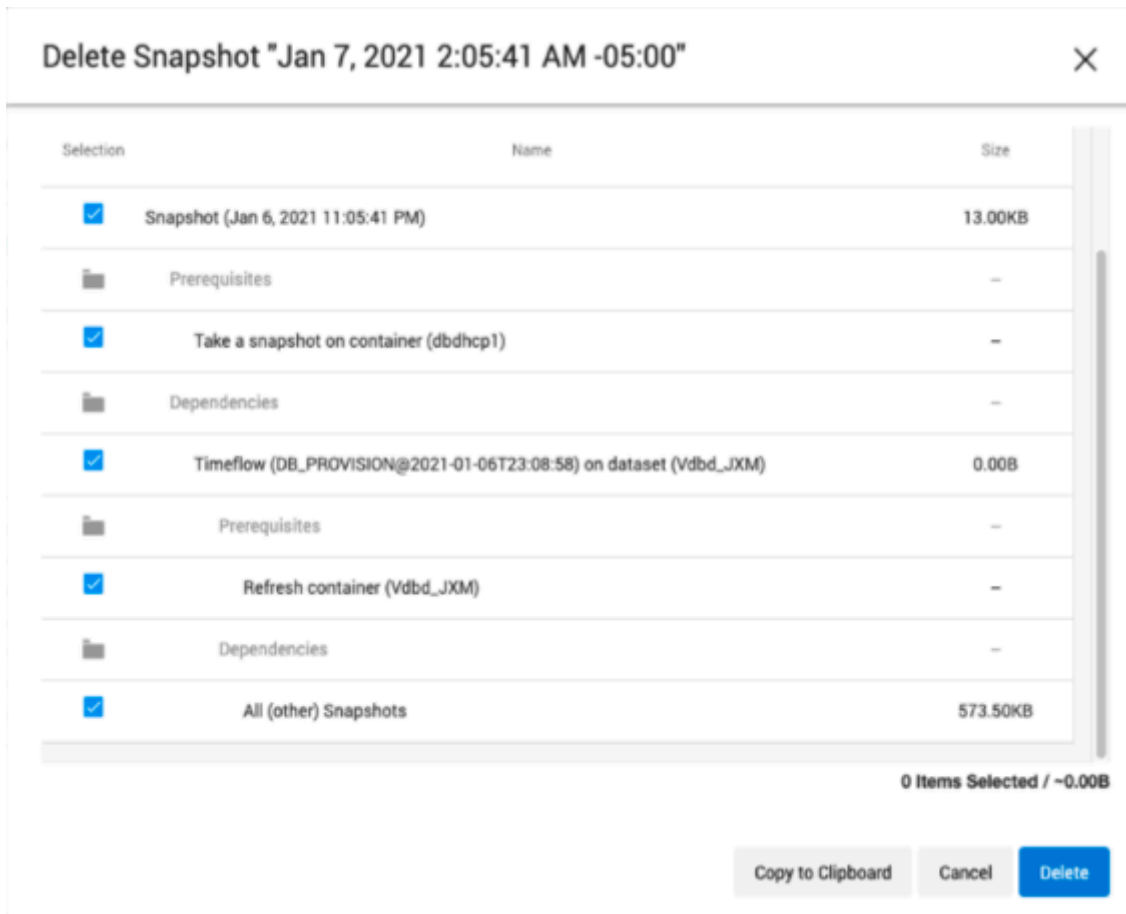 Delete Snapshot "Jan 7, 2021 2:05:41 AM -05:00"
Selection Name Size
Snapshot (Jan 6, 2021 11:05:41 PM) 13.00KB
Prerequisites –
Take a snapshot on container (dbdhcp1) –
Dependencies –
Timeflow (DB_PROVISION@2021-01-06T23:08:58) on dataset (Vdbd_JXM) 0.00B
Prerequisites –
Refresh container (Vdbd_JXM) –
Dependencies –
All (other) Snapshots 573.50KB
0 Items Selected / ~0.00B
Copy to Clipboard Cancel Delete